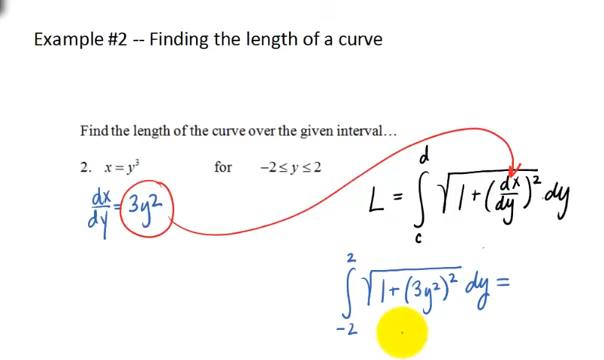 Example #2 -- Finding the length of a curve
Find the length of the curve over the given interval…
2. x = y³ for −2 ≤ y ≤ 2
dx/dy = 3y²
L = ∫_c^d √(1 + (dx/dy)²) dy
∫_{-2}^{2} √(1 + (3y²)²) dy =